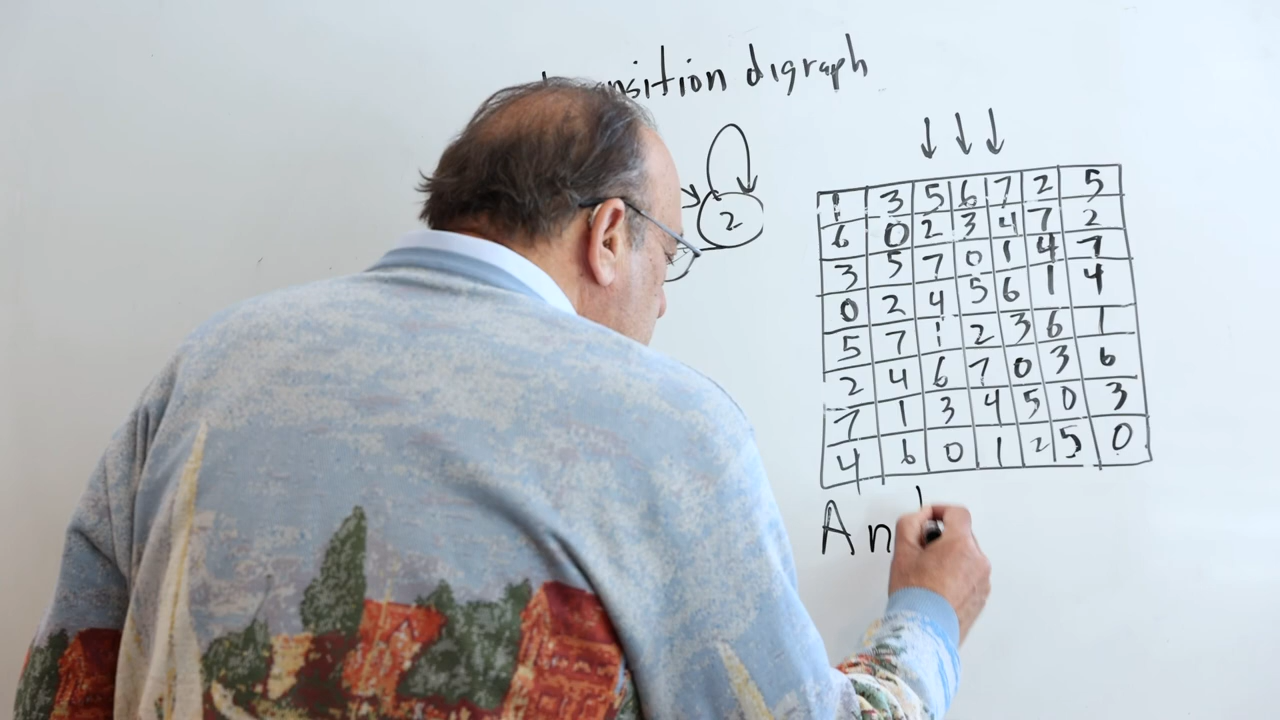 digraph
2
1 3 5 6 7 2 5
6 0 2 3 4 7 2
3 5 7 0 1 4 7
0 2 4 5 6 1 4
5 7 1 2 3 6 1
2 4 6 7 0 3 6
7 1 3 4 5 0 3
4 6 0 1 2 5 0
An